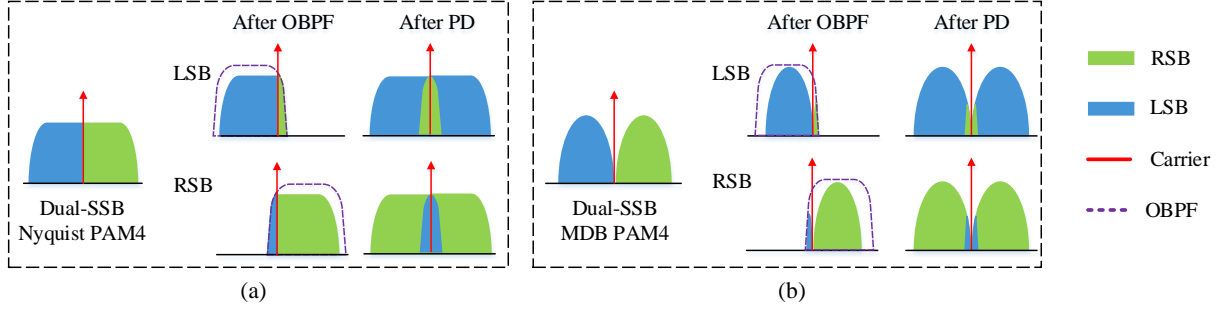 After OBPF
After PD
LSB
RSB
Dual-SSB
Nyquist PAM4
(a)
After OBPF
After PD
LSB
RSB
Dual-SSB
MDB PAM4
(b)
RSB
LSB
Carrier
OBPF